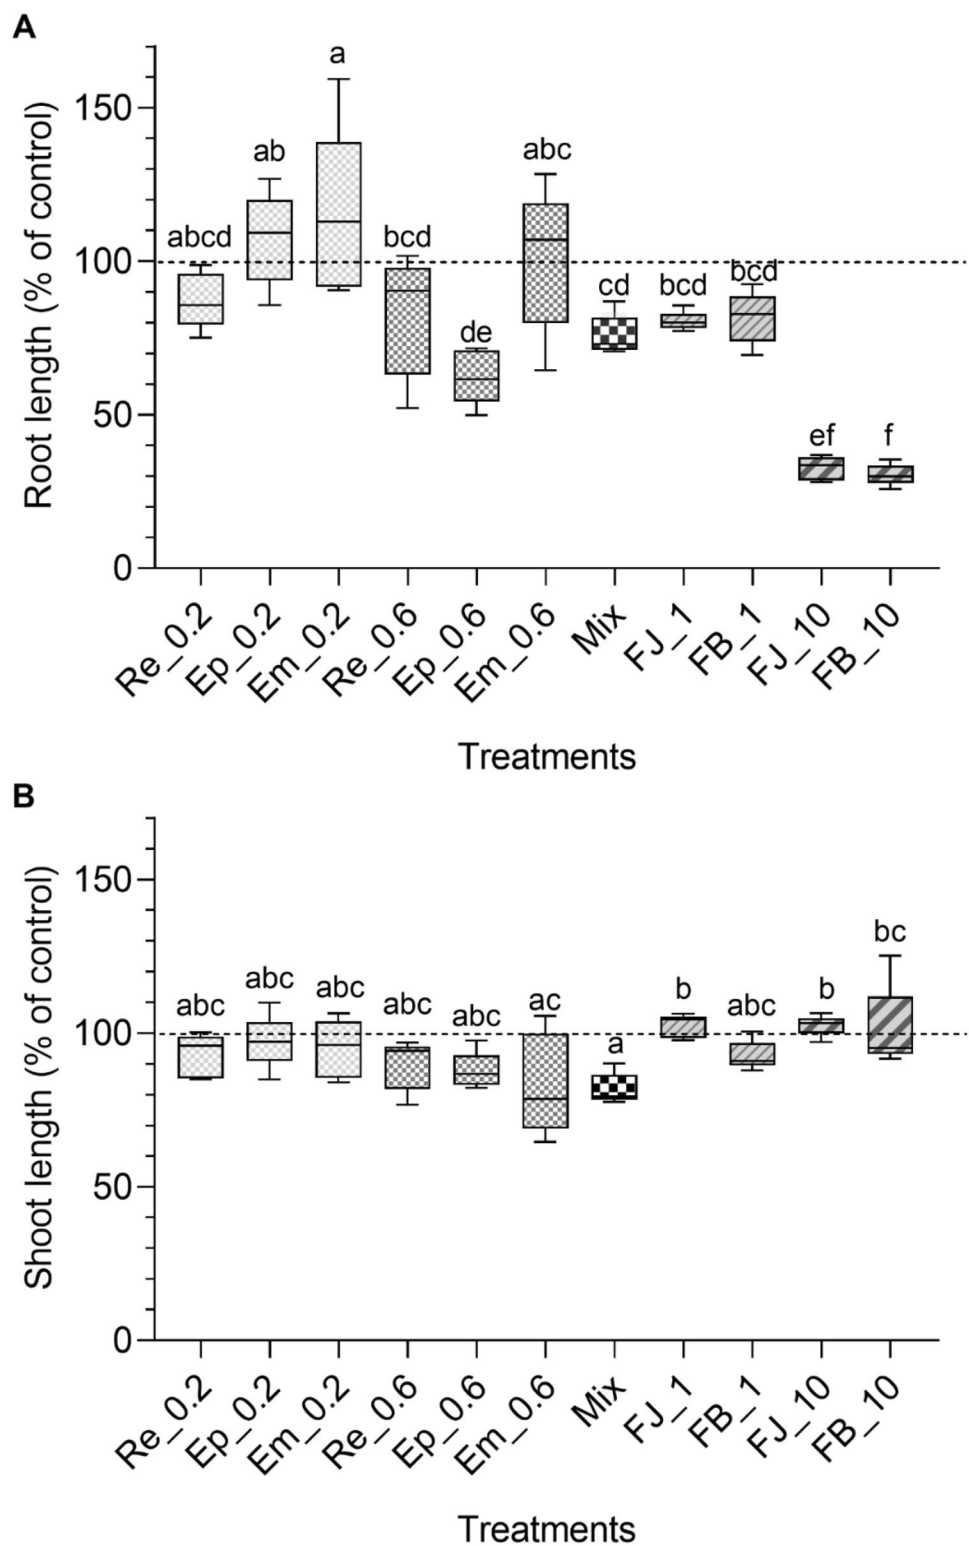 A
Root length (% of control)
150
100
50
0
abcd
ab
a
bcd
de
abc
cd
bcd
bcd
ef
f
Re_0.2
Ep_0.2
Em_0.2
Re_0.6
Ep_0.6
Em_0.6
Mix
FJ_1
FB_1
FJ_10
FB_10
Treatments
B
Shoot length (% of control)
150
100
50
0
abc
abc
abc
abc
abc
ac
a
b
abc
b
bc
Re_0.2
Ep_0.2
Em_0.2
Re_0.6
Ep_0.6
Em_0.6
Mix
FJ_1
FB_1
FJ_10
FB_10
Treatments